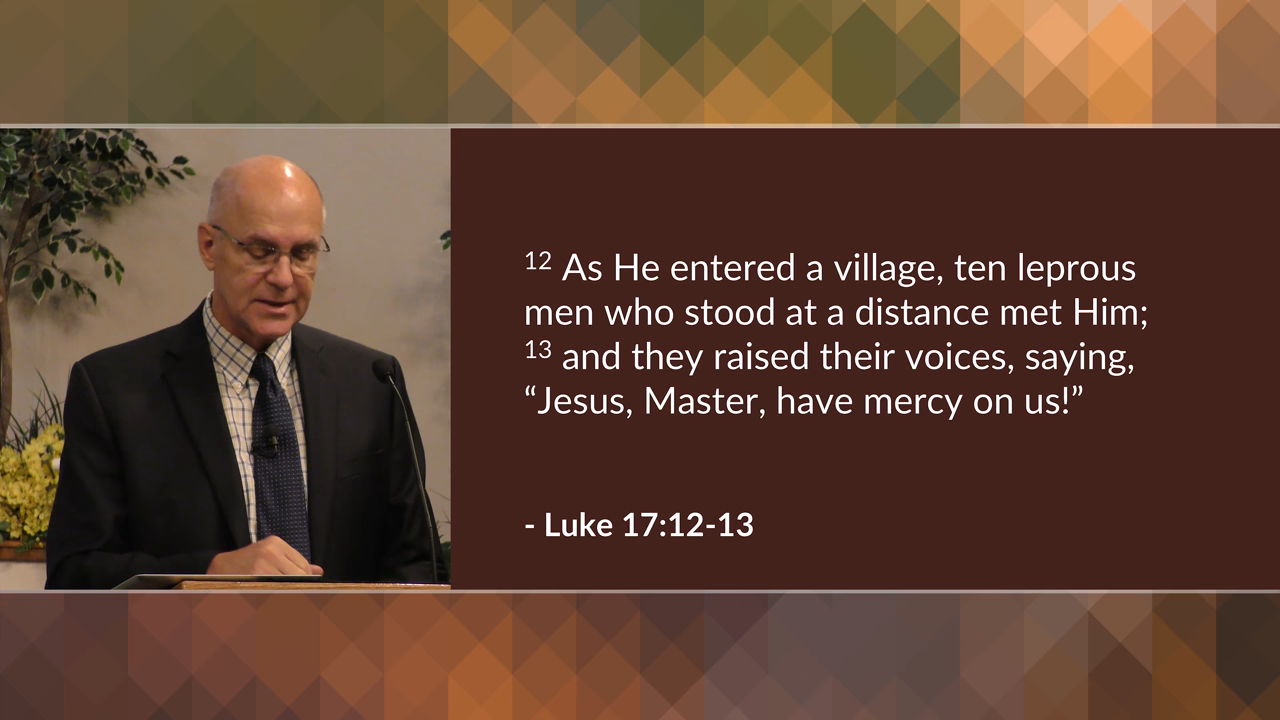 12 As He entered a village, ten leprous
men who stood at a distance met Him;
13 and they raised their voices, saying,
“Jesus, Master, have mercy on us!”
- Luke 17:12-13